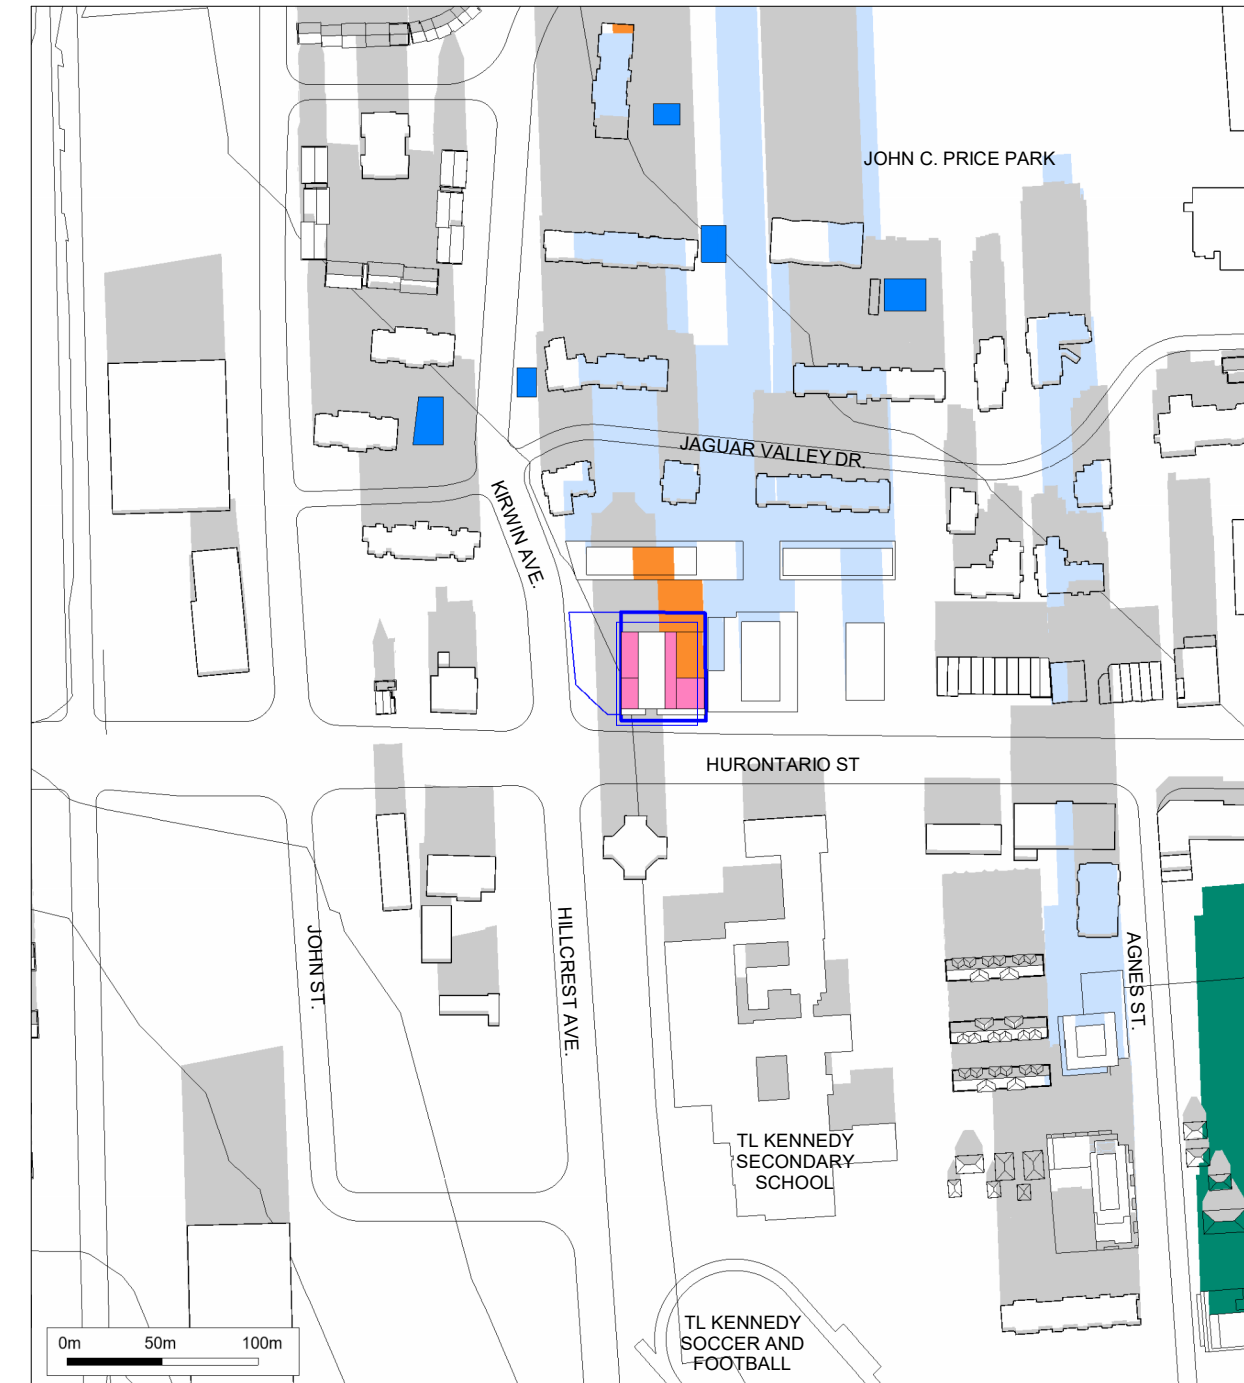 JOHN C. PRICE PARK
JAGUAR VALLEY DR.
KIRWIN AVE.
HURONTARIO ST
JOHN ST.
HILLCREST AVE.
AGNES ST.
TL KENNEDY
SECONDARY
SCHOOL
TL KENNEDY
SOCCER AND
FOOTBALL
0m 50m 100m